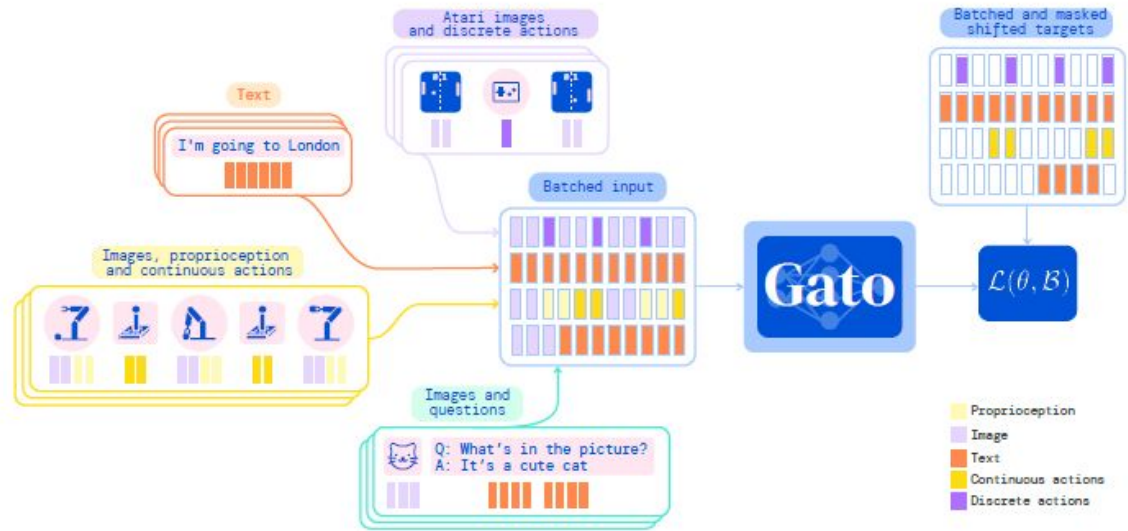 Atari images
and discrete actions
Batched and masked
shifted targets
Text
I'm going to London
Batched input
Images, proprioception
and continuous actions
Gato
ℒ(θ, ℬ)
Images and
questions
Q: What's in the picture?
A: It's a cute cat
Proprioception
Image
Text
Continuous actions
Discrete actions